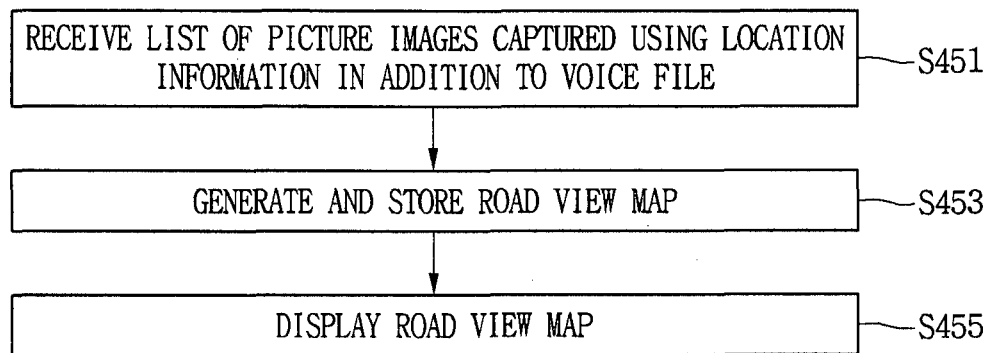 RECEIVE LIST OF PICTURE IMAGES CAPTURED USING LOCATION
INFORMATION IN ADDITION TO VOICE FILE
S451
GENERATE AND STORE ROAD VIEW MAP
S453
DISPLAY ROAD VIEW MAP
S455